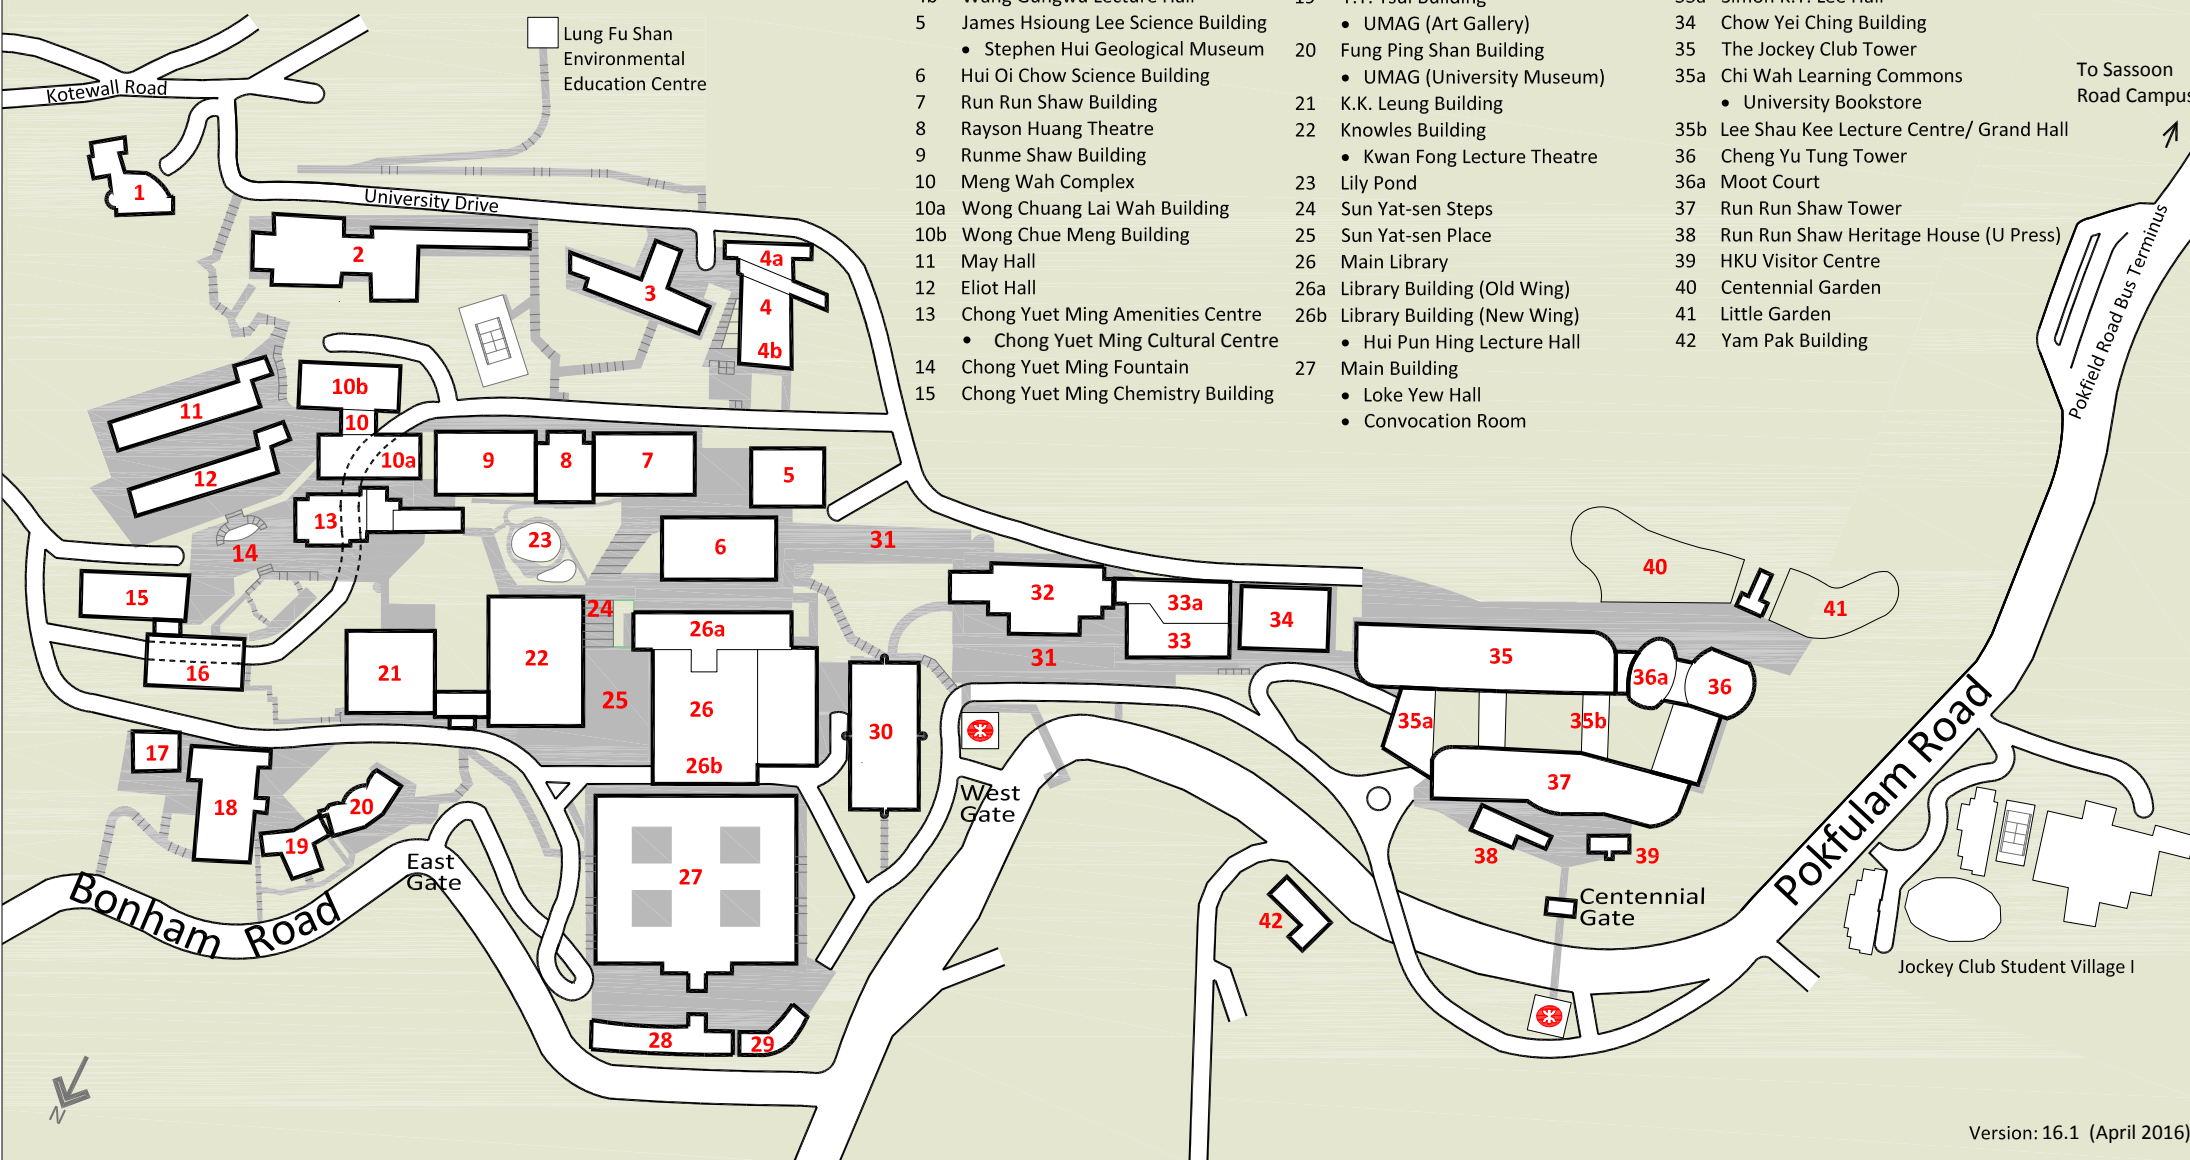 4b Wang Gungwu Lecture Hall
5 James Hsioung Lee Science Building
• Stephen Hui Geological Museum
6 Hui Oi Chow Science Building
7 Run Run Shaw Building
8 Rayson Huang Theatre
9 Runme Shaw Building
10 Meng Wah Complex
10a Wong Chuang Lai Wah Building
10b Wong Chue Meng Building
11 May Hall
12 Eliot Hall
13 Chong Yuet Ming Amenities Centre
• Chong Yuet Ming Cultural Centre
14 Chong Yuet Ming Fountain
15 Chong Yuet Ming Chemistry Building
19 T.T. Tsui Building
• UMAG (Art Gallery)
20 Fung Ping Shan Building
• UMAG (University Museum)
21 K.K. Leung Building
22 Knowles Building
• Kwan Fong Lecture Theatre
23 Lily Pond
24 Sun Yat-sen Steps
25 Sun Yat-sen Place
26 Main Library
26a Library Building (Old Wing)
26b Library Building (New Wing)
• Hui Pun Hing Lecture Hall
27 Main Building
• Loke Yew Hall
• Convocation Room
33a Simon K.Y. Lee Hall
34 Chow Yei Ching Building
35 The Jockey Club Tower
35a Chi Wah Learning Commons
• University Bookstore
35b Lee Shau Kee Lecture Centre/ Grand Hall
36 Cheng Yu Tung Tower
36a Moot Court
37 Run Run Shaw Tower
38 Run Run Shaw Heritage House (U Press)
39 HKU Visitor Centre
40 Centennial Garden
41 Little Garden
42 Yam Pak Building
To Sassoon
Road Campus
Lung Fu Shan
Environmental
Education Centre
Kotewall Road
University Drive
Pokfield Road Bus Terminus
1
2
3
4a
4
4b
10b
11
10
10a
9
8
7
5
12
13
14
23
6
31
40
41
15
24
26a
32
33a
33
34
16
21
22
25
26
26b
30
31
35
36a
36
35a
35b
37
17
18
20
19
27
38
39
42
28
29
West
Gate
East
Gate
Centennial
Gate
Bonham Road
Pokfulam Road
Jockey Club Student Village I
N
Version: 16.1 (April 2016)